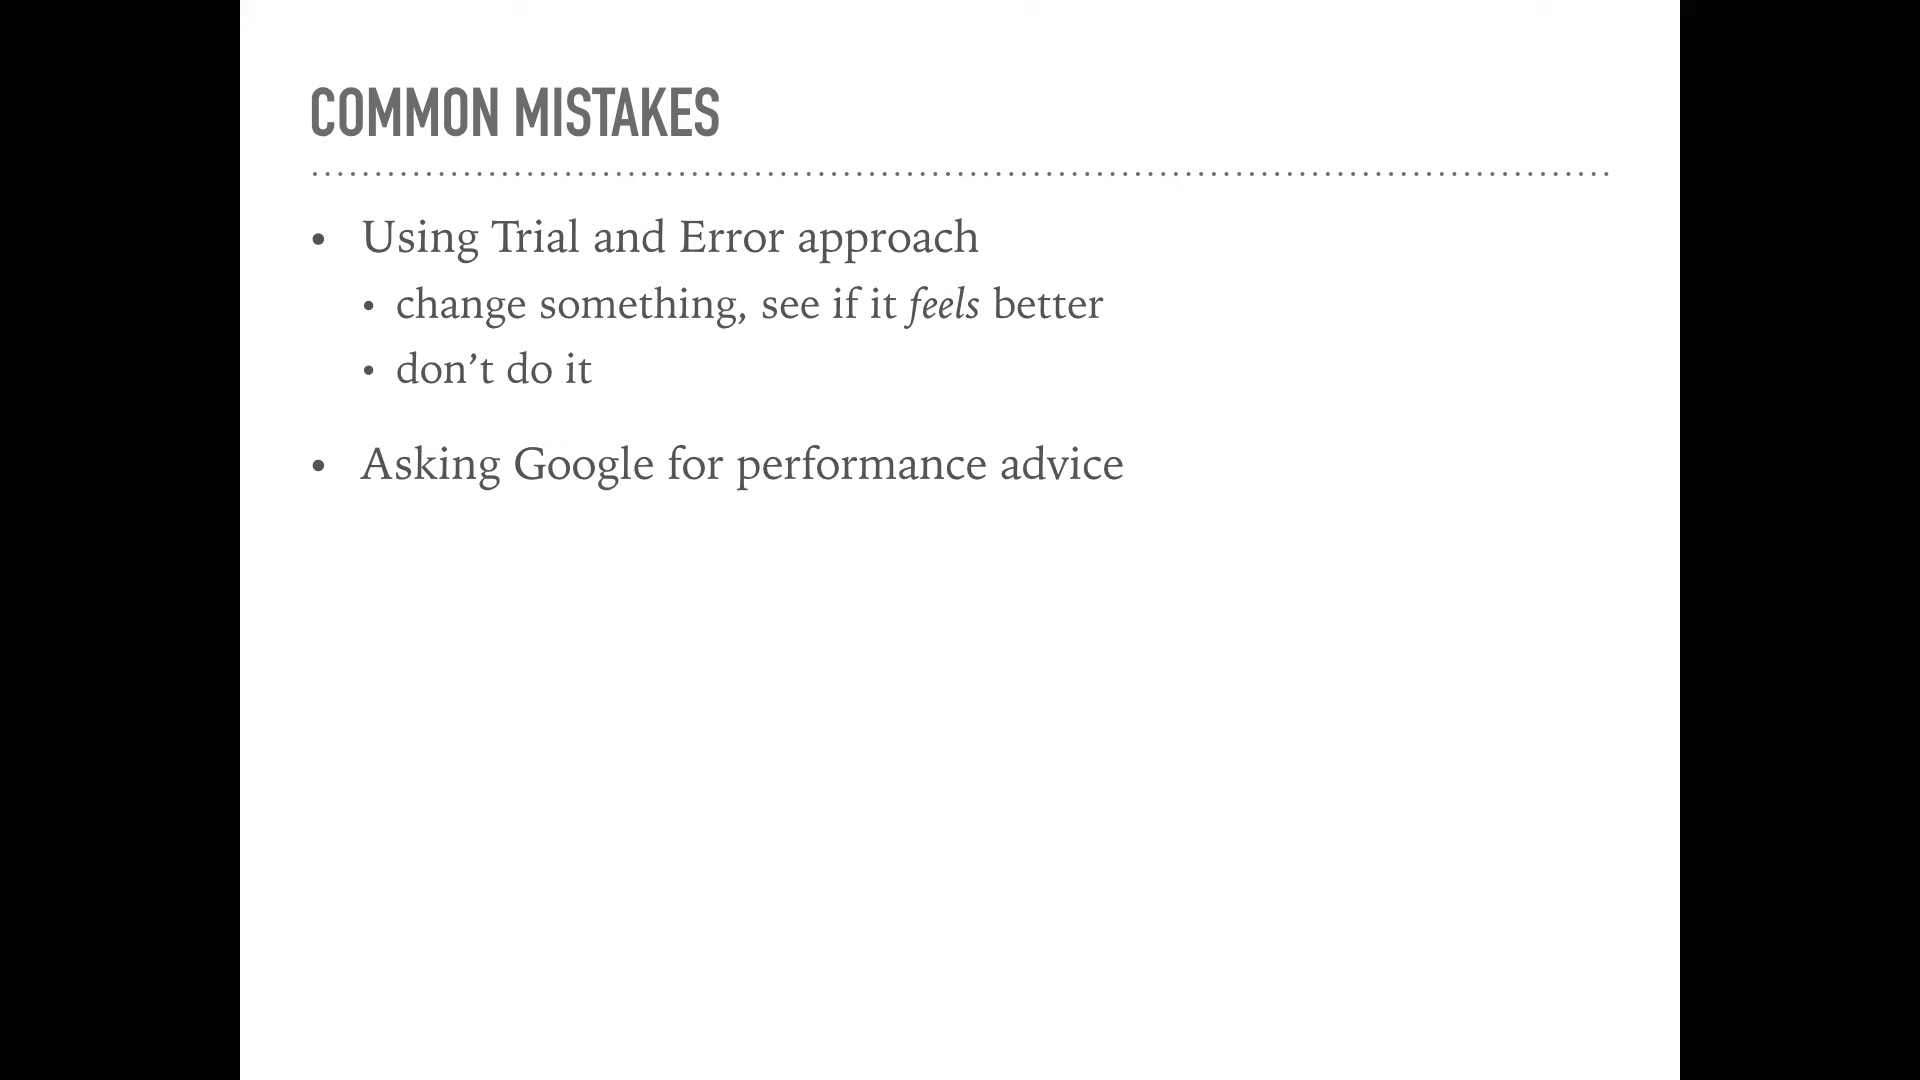 COMMON MISTAKES
• Using Trial and Error approach
• change something, see if it feels better
• don’t do it
• Asking Google for performance advice